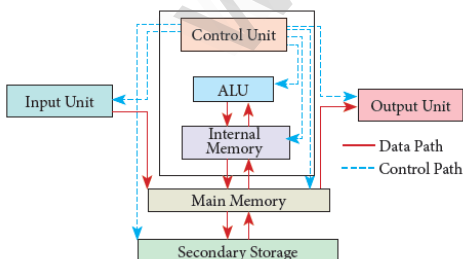 Control Unit
ALU
Input Unit
Output Unit
Internal
Memory
Data Path
Control Path
Main Memory
Secondary Storage